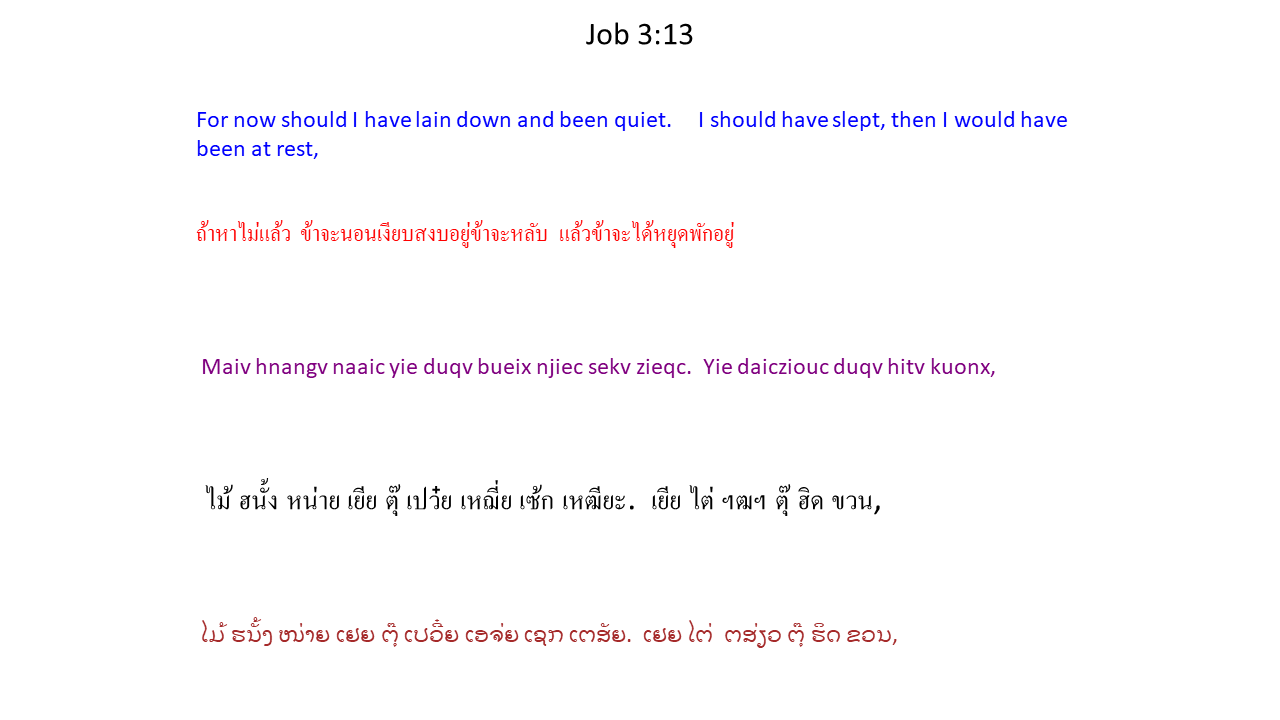 Job 3:13
For now should I have lain down and been quiet. I should have slept, then I would have
been at rest,
ถ้าหาไม่แล้ว ข้าจะนอนเงียบสงบอยู่ข้าจะหลับ แล้วข้าจะได้หยุดพักอยู่
Maiv hnangv naaic yie duqv bueix njiec sekv zieqc. Yie daicziouc duqv hitv kuonx,
ไม้ ฮนั้ง หน่าย เยีย ตุ๊ เปว๋ย เหฌี่ย เซ้ก เหฒียะ. เยีย ไต่ ฯฒฯ ตุ๊ ฮิด ขวน,
ໄມ້ ຮນັ້ງ ໜ່າຍ ເຢຍ ຕຸ໊ ເປວີ໋ຍ ເອຈ່ຍ ເຊຸກ ເຕສັຍ. ເຢຍ ໄຕ່ ຕສ່ຽວ ຕຸ໊ ຮິດ ຂວນ,